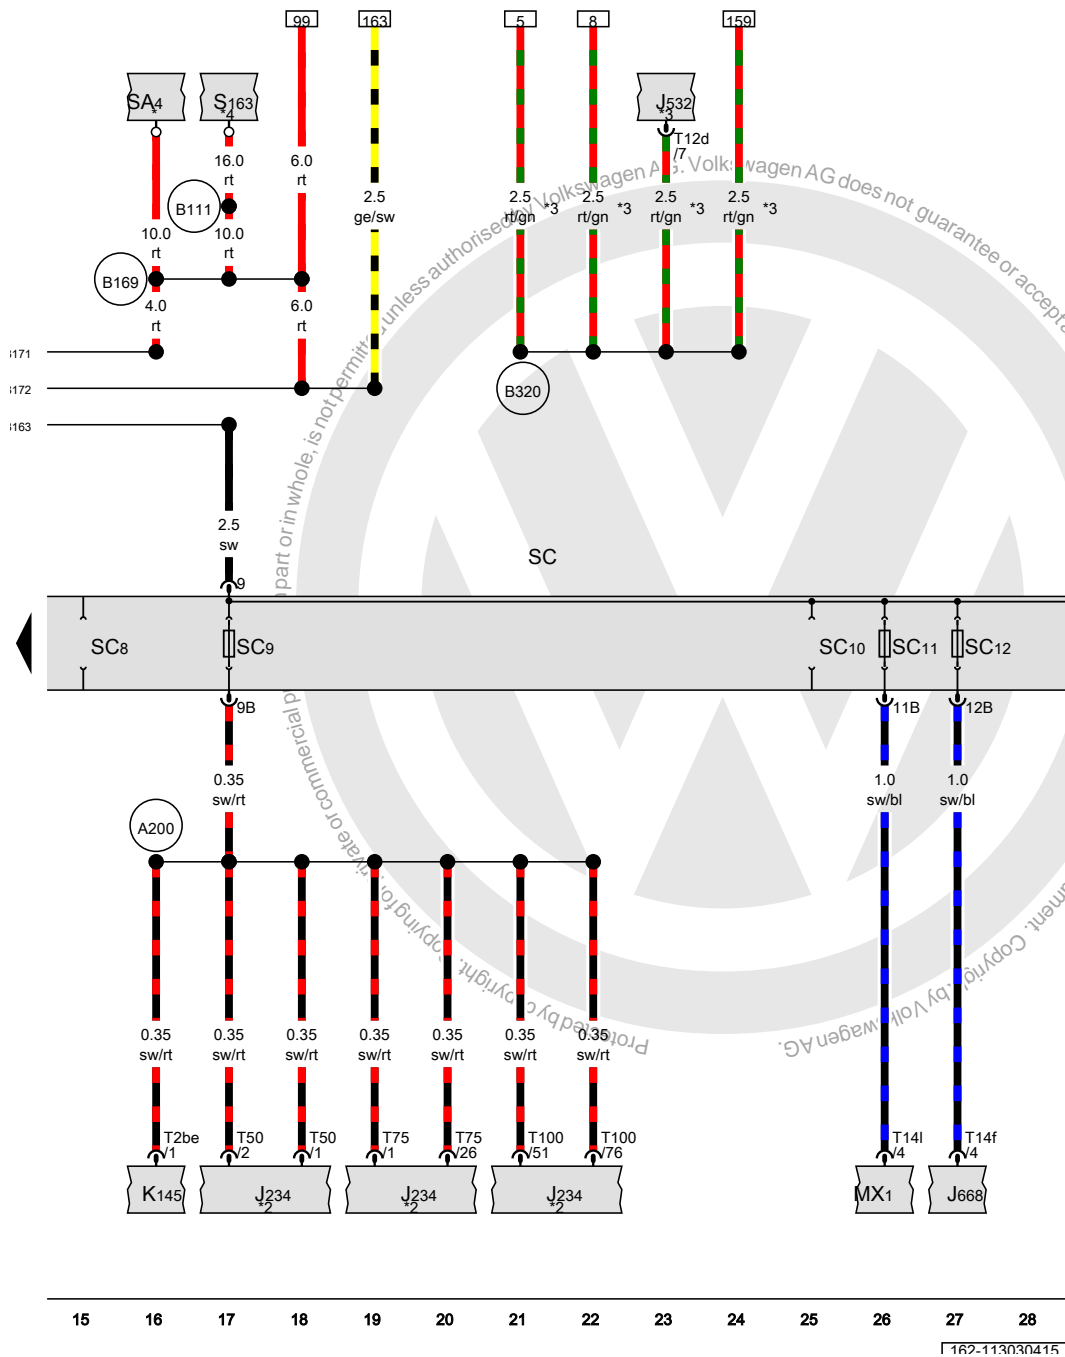 99
163
5
8
159
SA4
*
S163
*4
J532
*3
T12d
/7
16.0
rt
6.0
rt
B111
2.5
ge/sw
2.5
rt/gn
*3
2.5
rt/gn
*3
2.5
rt/gn
*3
2.5
rt/gn
*3
10.0
rt
10.0
rt
B169
4.0
rt
6.0
rt
171
172
163
B320
2.5
sw
SC
9
SC8
SC9
SC10
SC11
SC12
9B
11B
12B
0.35
sw/rt
1.0
sw/bl
1.0
sw/bl
A200
0.35
sw/rt
0.35
sw/rt
0.35
sw/rt
0.35
sw/rt
0.35
sw/rt
0.35
sw/rt
0.35
sw/rt
T2be
/1
T50
/2
T50
/1
T75
/1
T75
/26
T100
/51
T100
/76
T14l
/4
T14f
/4
K145
J234
*2
J234
*2
J234
*2
MX1
J668
15 16 17 18 19 20 21 22 23 24 25 26 27 28
162-113030415
Protected by copyright. Copying for private or commercial part or in whole, is not permitted unless authorised by Volkswagen AG. Volkswagen AG does not guarantee or accept
Copyright by Volkswagen AG.